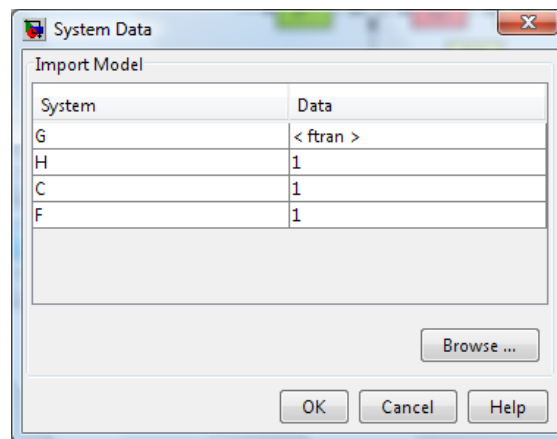 System Data
Import Model
System Data
G < ftran >
H 1
C 1
F 1
Browse ...
OK Cancel Help